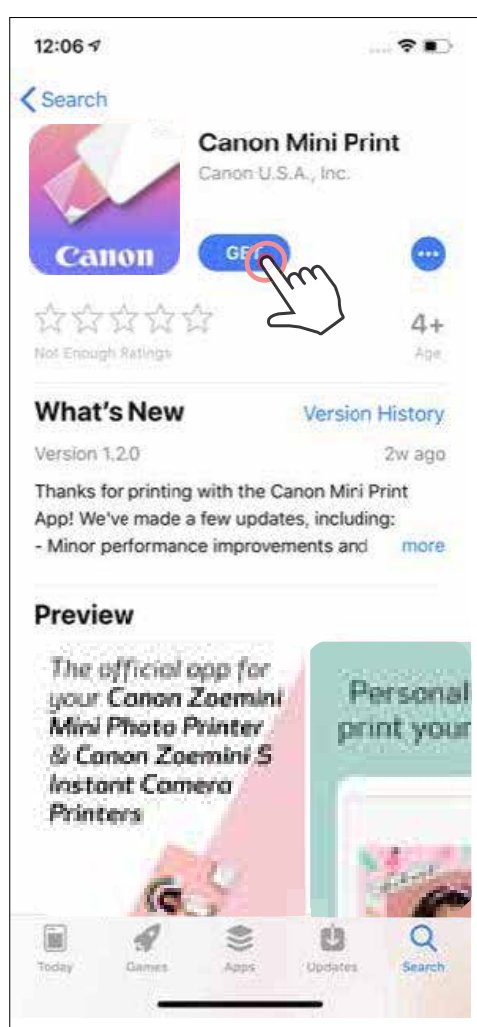 12:06
Search
Canon Mini Print
Canon U.S.A., Inc.
Canon
GET
Not Enough Ratings
4+
Age
What's New
Version History
Version 1.2.0
2w ago
Thanks for printing with the Canon Mini Print
App! We've made a few updates, including:
- Minor performance improvements and more
Preview
The official app for
your Canon Zoemini
Mini Photo Printer
& Canon Zoemini S
Instant Camera
Printers
Personal
print your
Today
Games
Apps
Updates
Search